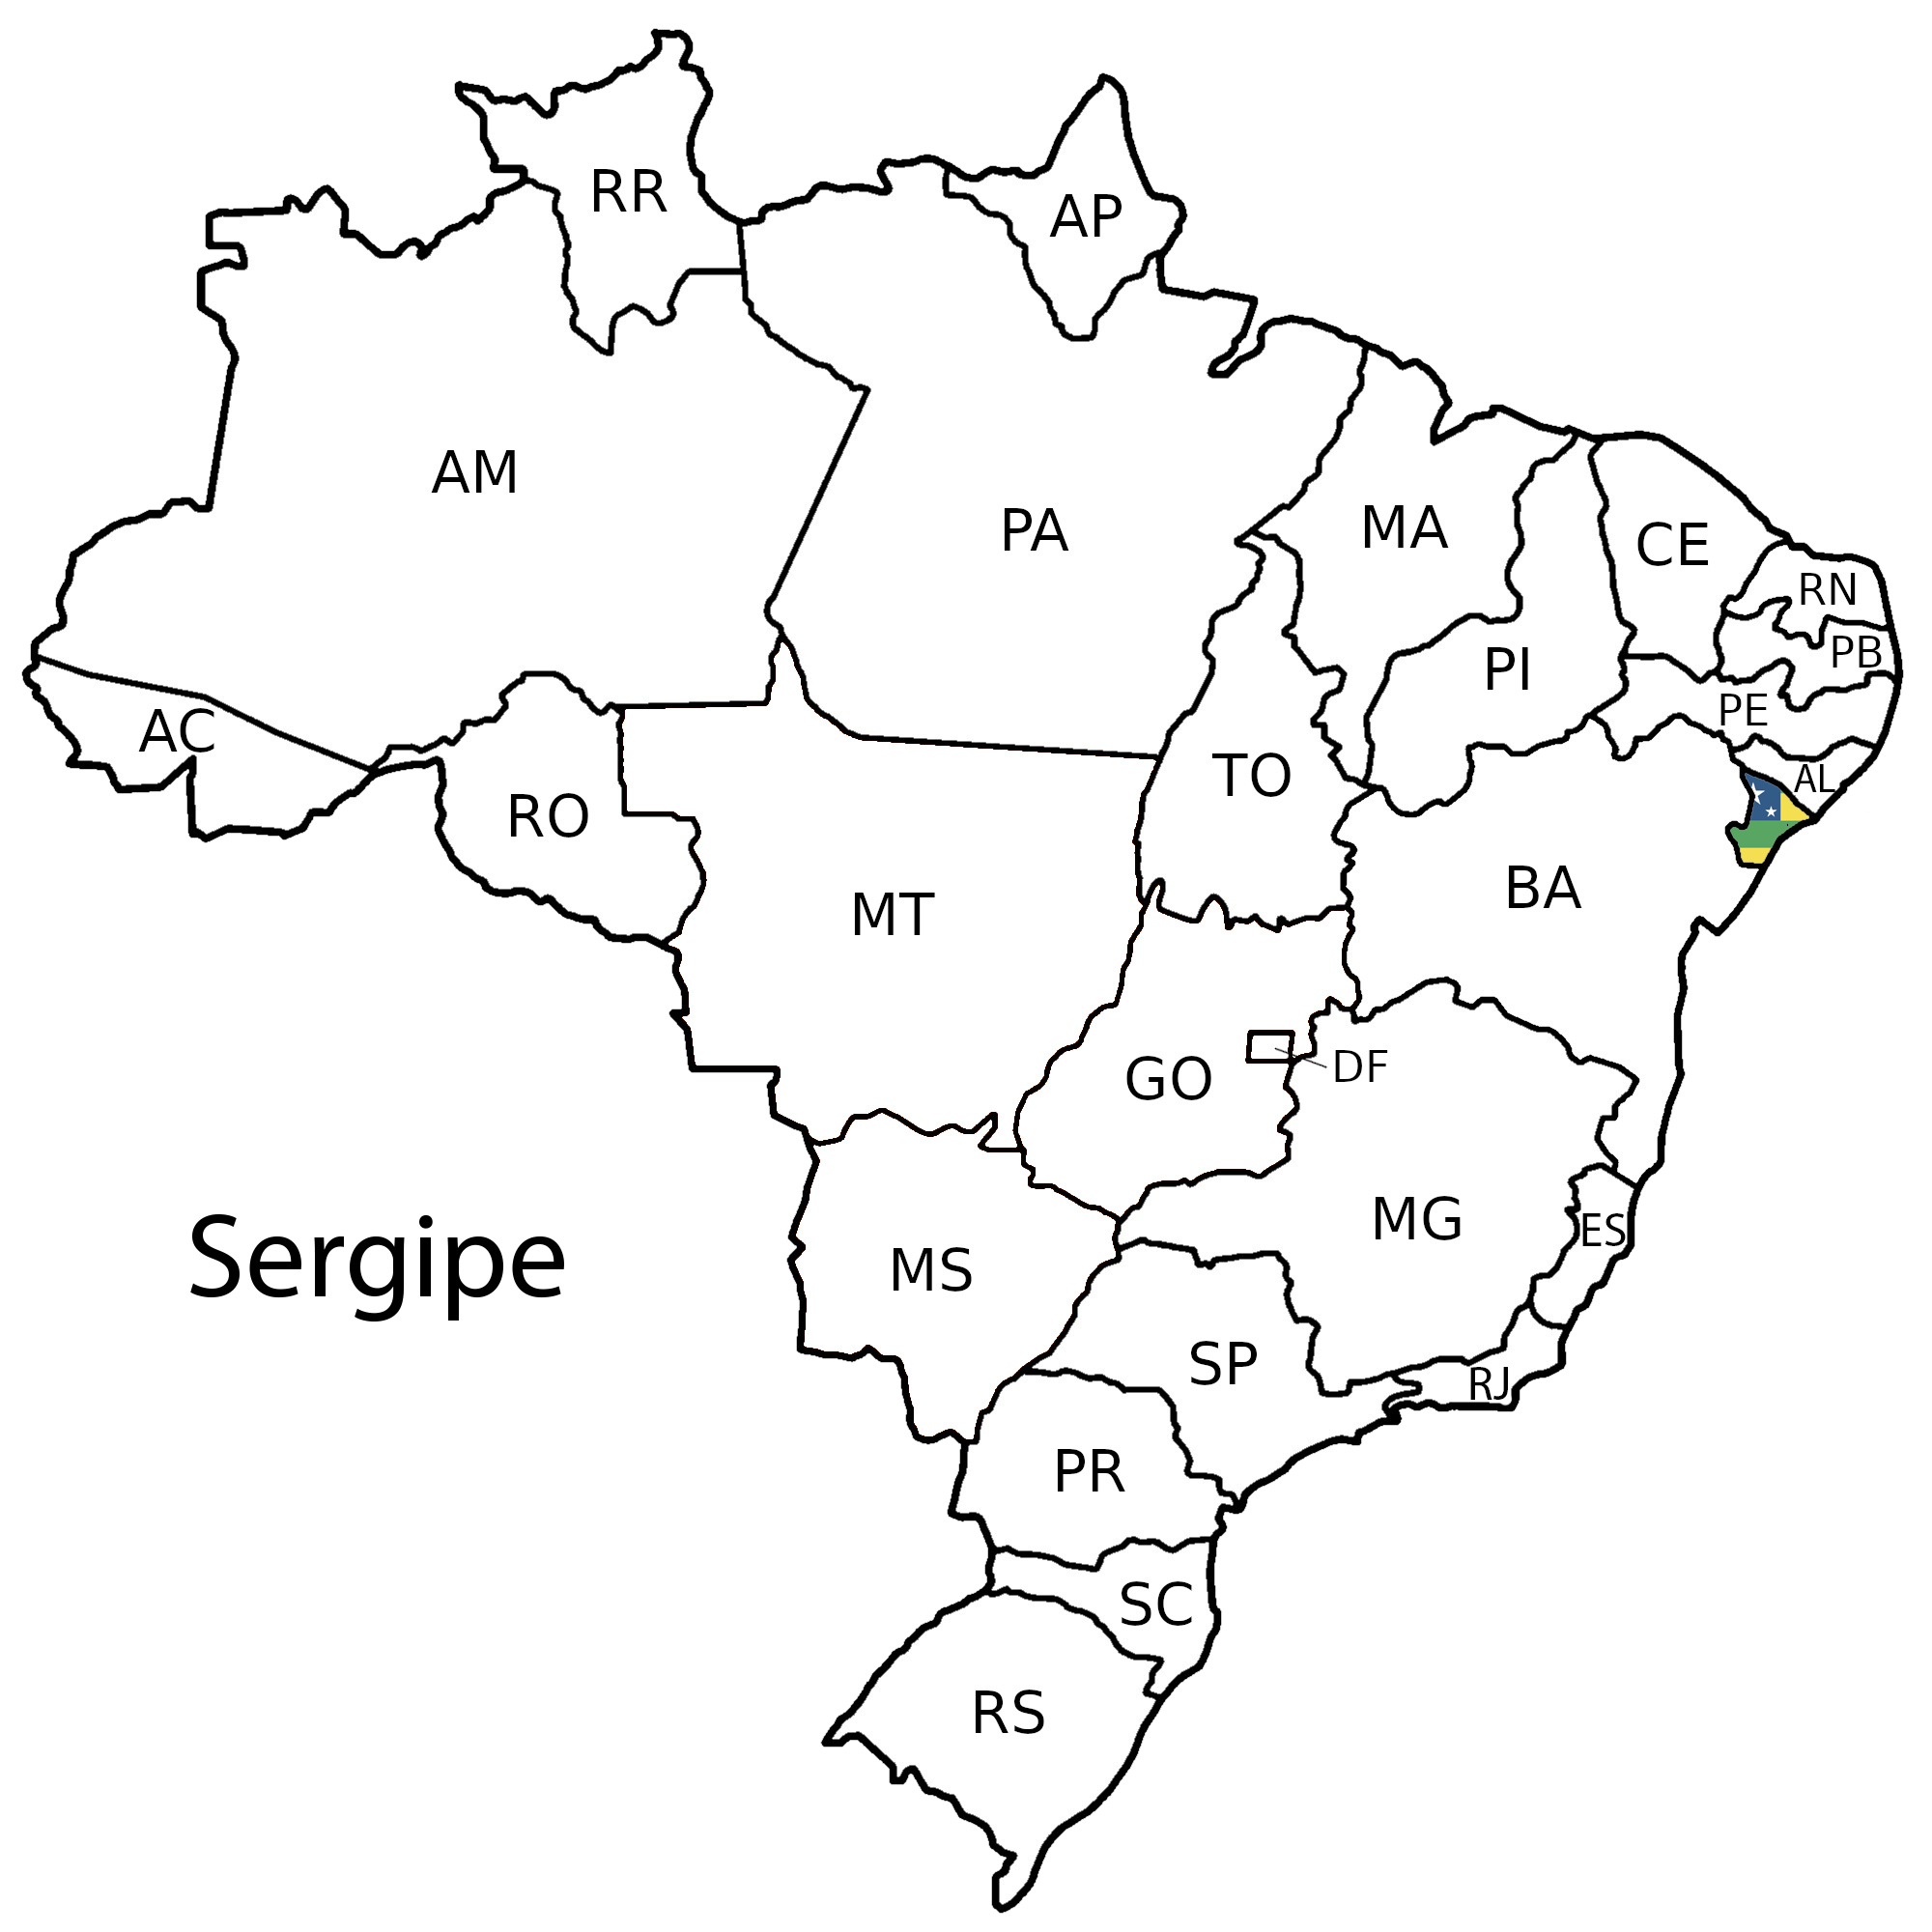 RR
AP
AM
PA
MA
CE
RN
PB
PI
PE
AC
TO
AL
RO
BA
MT
GO
DF
MG
ES
Sergipe
MS
SP
RJ
PR
SC
RS